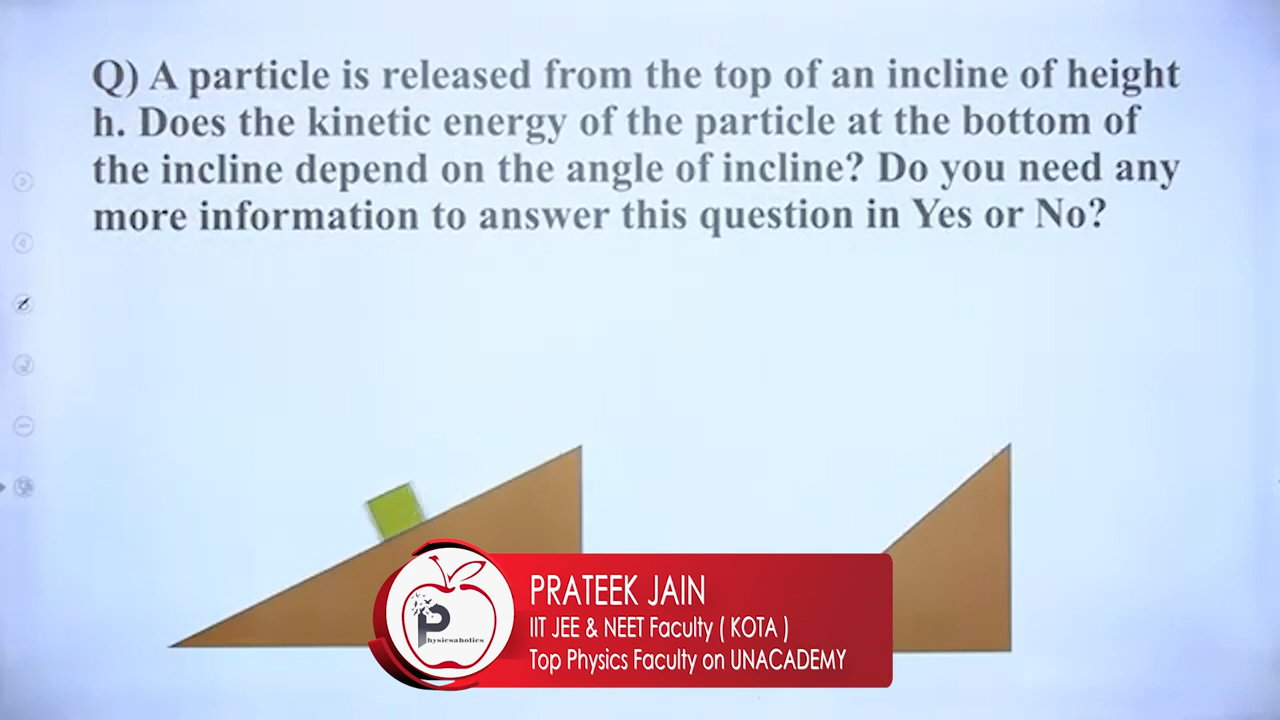 Q) A particle is released from the top of an incline of height
h. Does the kinetic energy of the particle at the bottom of
the incline depend on the angle of incline? Do you need any
more information to answer this question in Yes or No?
PRATEEK JAIN
IIT JEE & NEET Faculty ( KOTA )
Top Physics Faculty on UNACADEMY
Physicsaholics